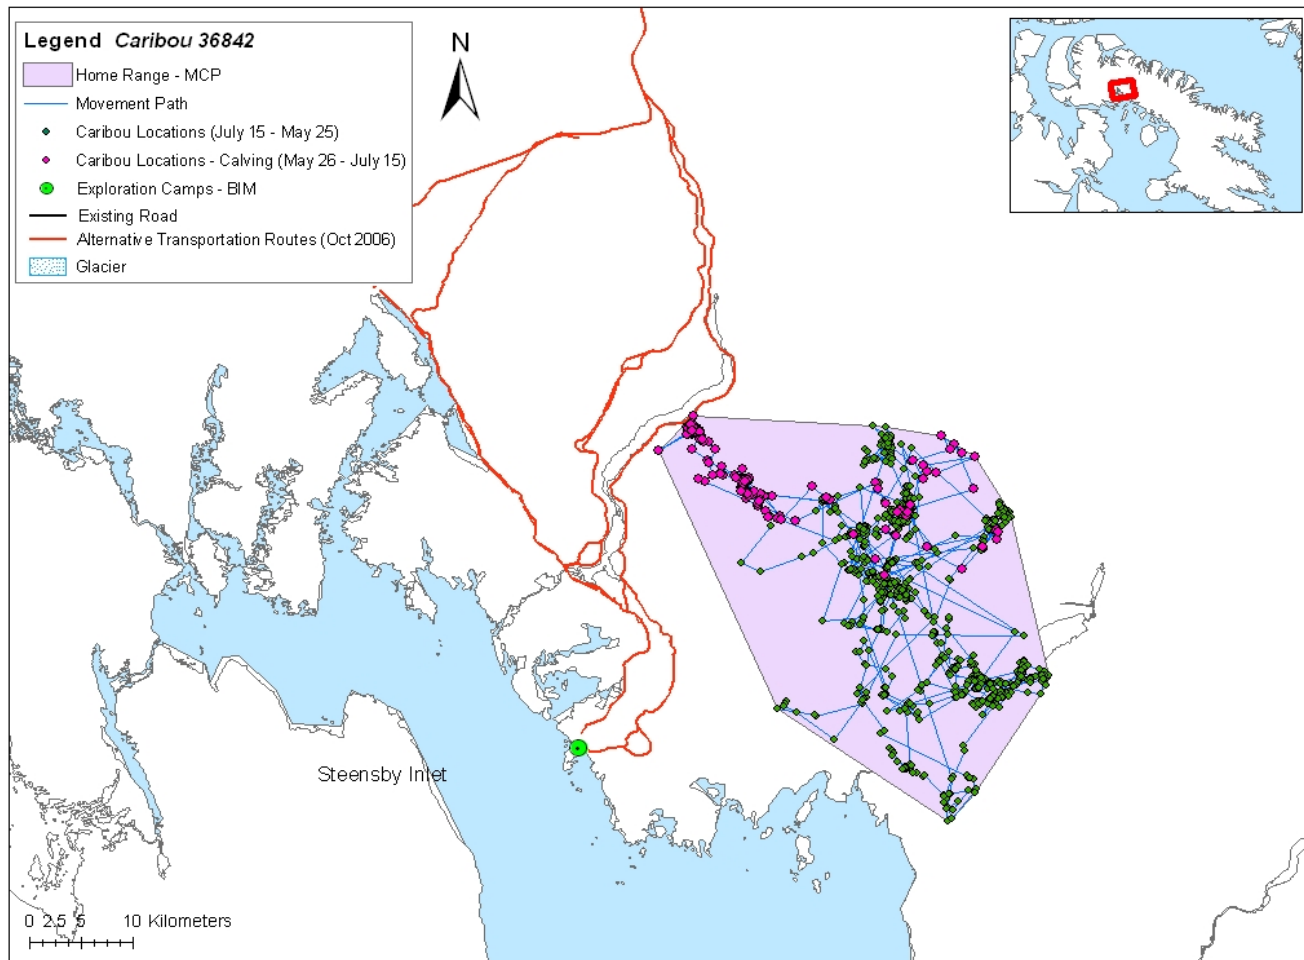 Legend Caribou 36842
Home Range - MCP
Movement Path
Caribou Locations (July 15 - May 25)
Caribou Locations - Calving (May 26 - July 15)
Exploration Camps - BIM
Existing Road
Alternative Transportation Routes (Oct 2006)
Glacier
N
Steensby Inlet
0 2.5 5 10 Kilometers